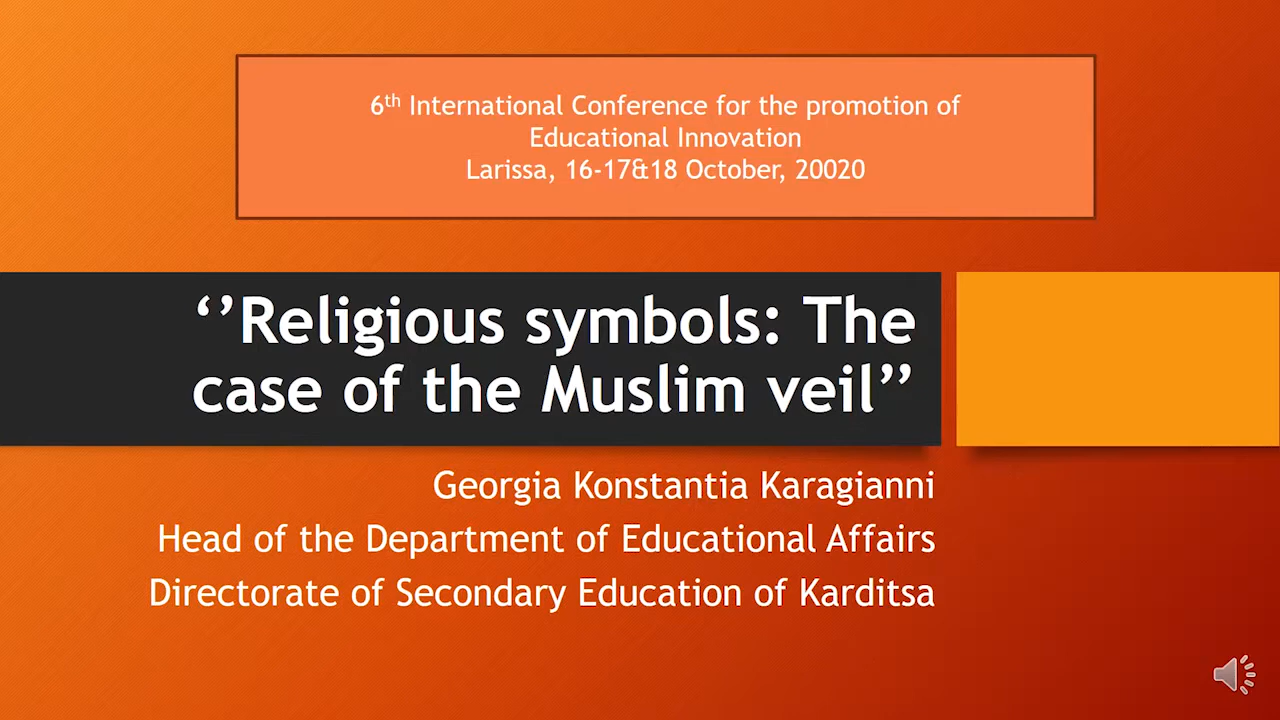 6th International Conference for the promotion of
Educational Innovation
Larissa, 16-17&18 October, 20020
‘’Religious symbols: The
case of the Muslim veil’’
Georgia Konstantia Karagianni
Head of the Department of Educational Affairs
Directorate of Secondary Education of Karditsa